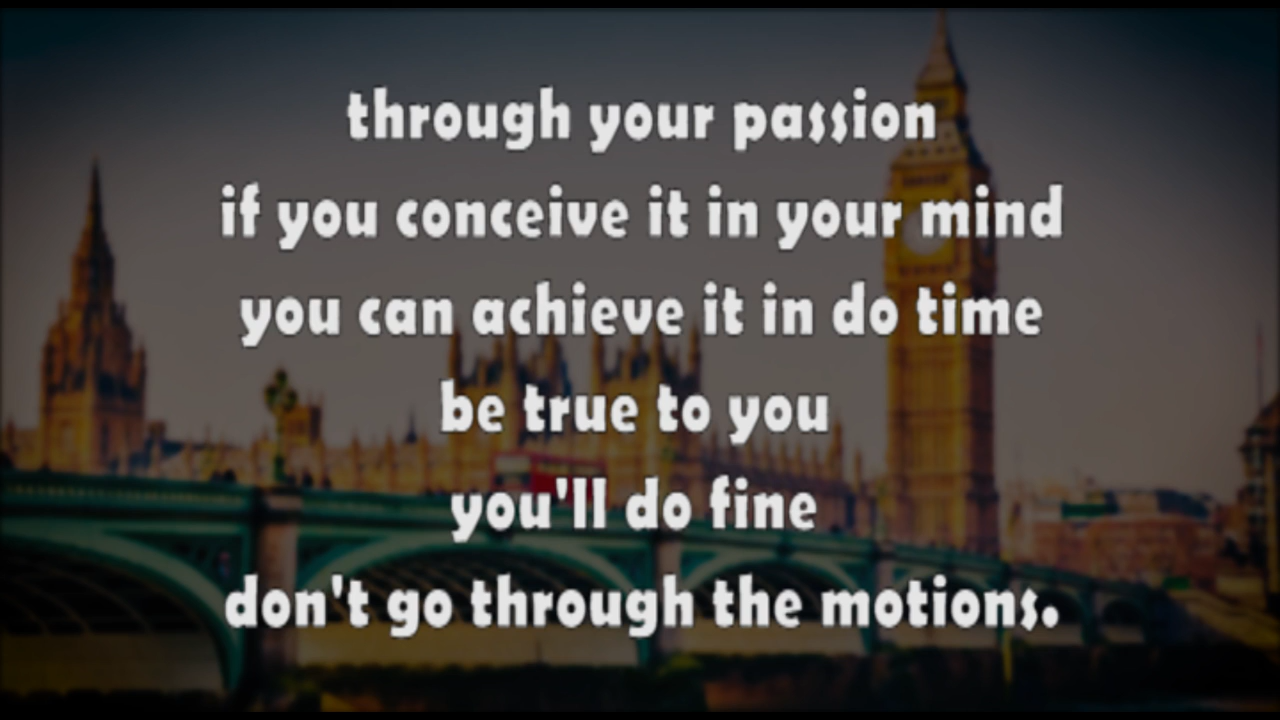 through your passion
if you conceive it in your mind
you can achieve it in do time
be true to you
you'll do fine
don't go through the motions.